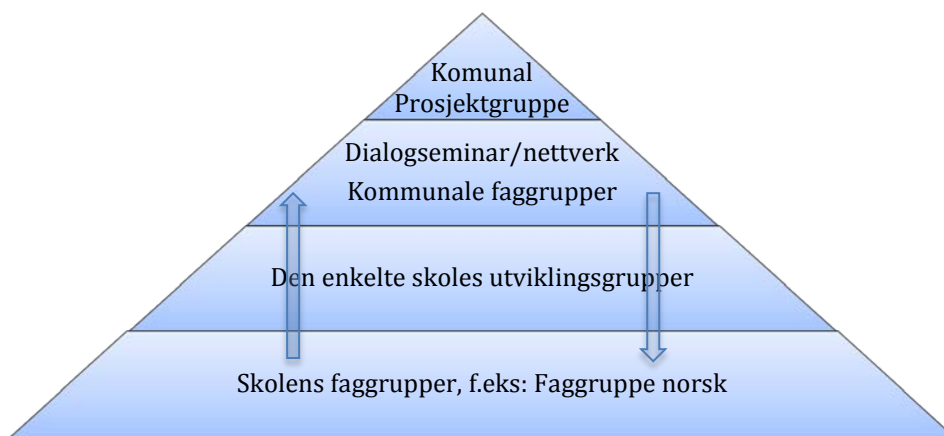 Komunal
Prosjektgruppe
Dialogseminar/nettverk
Kommunale faggrupper
Den enkelte skoles utviklingsgrupper
Skolens faggrupper, f.eks: Faggruppe norsk